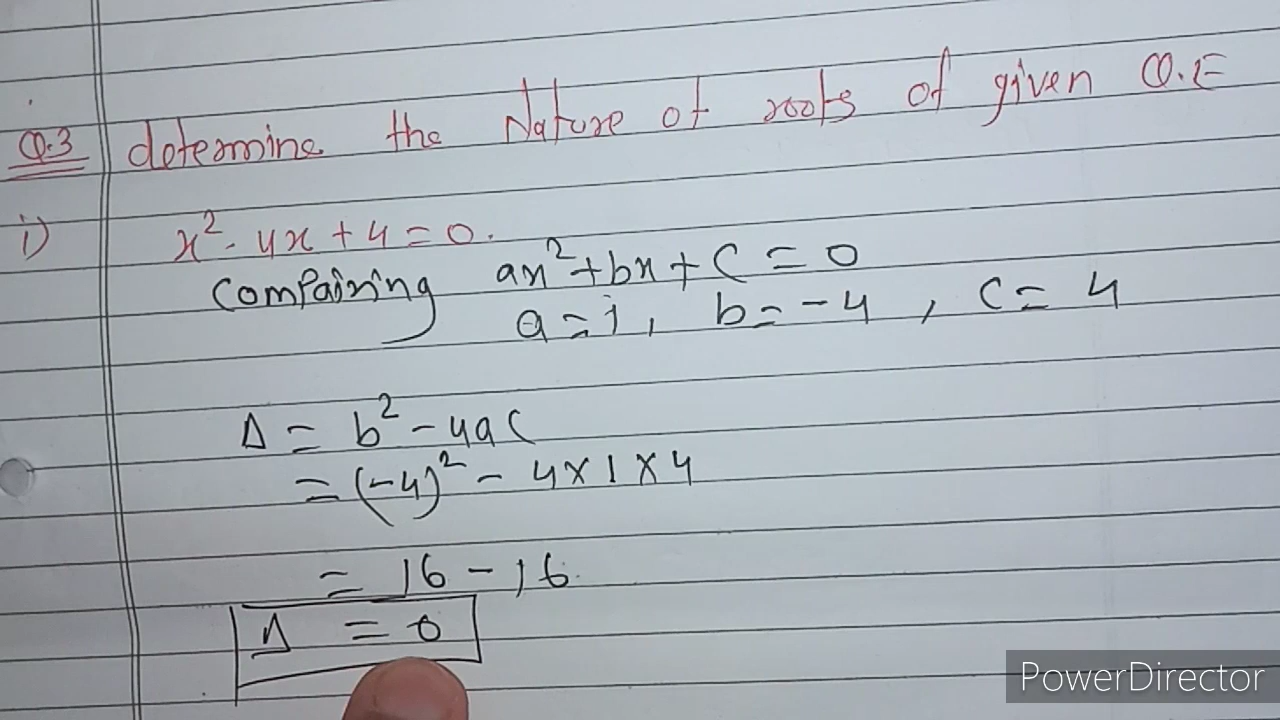 Q.3 determine the Nature of roots of given Q.E
i) x² - 4x + 4 = 0.
Compairing ax² + bx + c = 0
a = 1, b = -4, c = 4
Δ = b² - 4ac
= (-4)² - 4 × 1 × 4
= 16 - 16.
Δ = 0
PowerDirector